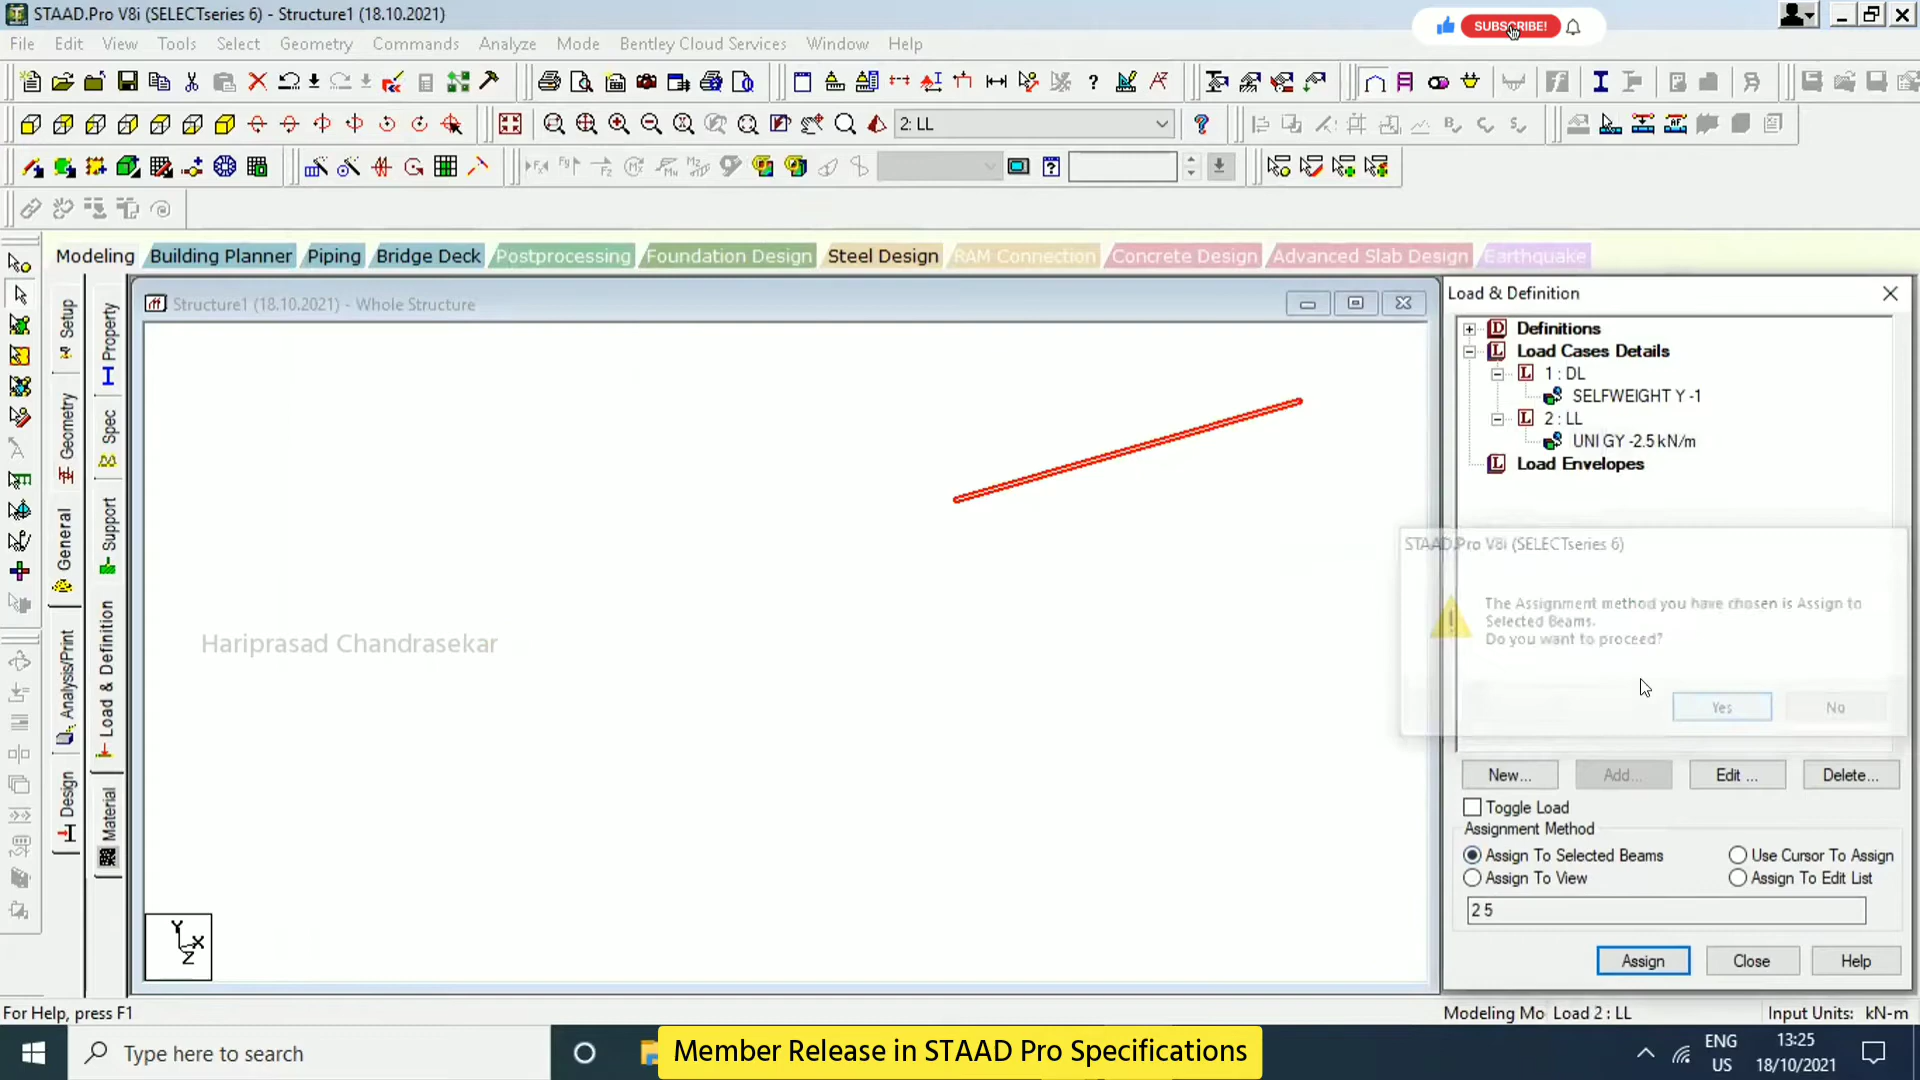 STAAD.Pro V8i (SELECTseries 6) - Structure1 (18.10.2021)
SUBSCRIBE!
File Edit View Tools Select Geometry Commands Analyze Mode Bentley Cloud Services Window Help
2: LL
Modeling Building Planner Piping Bridge Deck Postprocessing Foundation Design Steel Design RAM Connection Concrete Design Advanced Slab Design Earthquake
Setup
Geometry
General
Analysis/Print
Design
Property
Spec
Support
Load & Definition
Material
Structure1 (18.10.2021) - Whole Structure
Hariprasad Chandrasekar
Y
X
Z
Load & Definition
Definitions
Load Cases Details
1 : DL
SELFWEIGHT Y -1
2 : LL
UNI GY -2.5 kN/m
Load Envelopes
STAAD.Pro V8i (SELECTseries 6)
The Assignment method you have chosen is Assign to
Selected Beams.
Do you want to proceed?
Yes No
New... Add... Edit ... Delete...
Toggle Load
Assignment Method
Assign To Selected Beams Use Cursor To Assign
Assign To View Assign To Edit List
2 5
Assign Close Help
For Help, press F1
Modeling Mo Load 2 : LL Input Units: kN-m
Type here to search
Member Release in STAAD Pro Specifications
ENG
US
13:25
18/10/2021